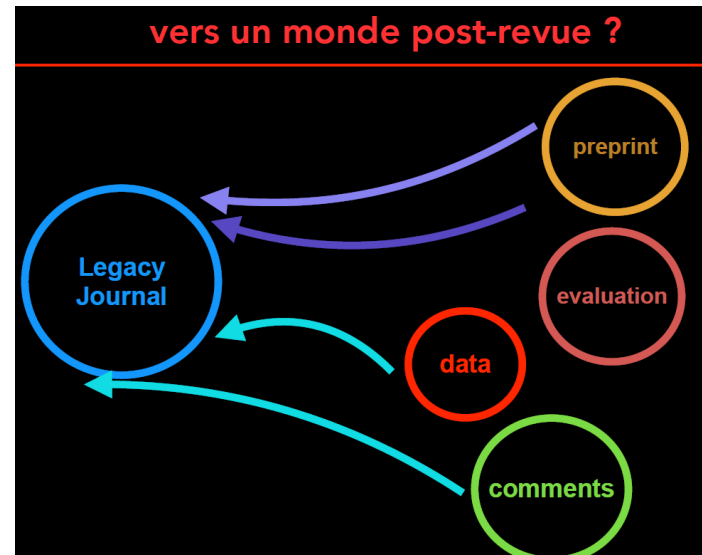 vers un monde post-revue ?
preprint
Legacy
Journal
evaluation
data
comments